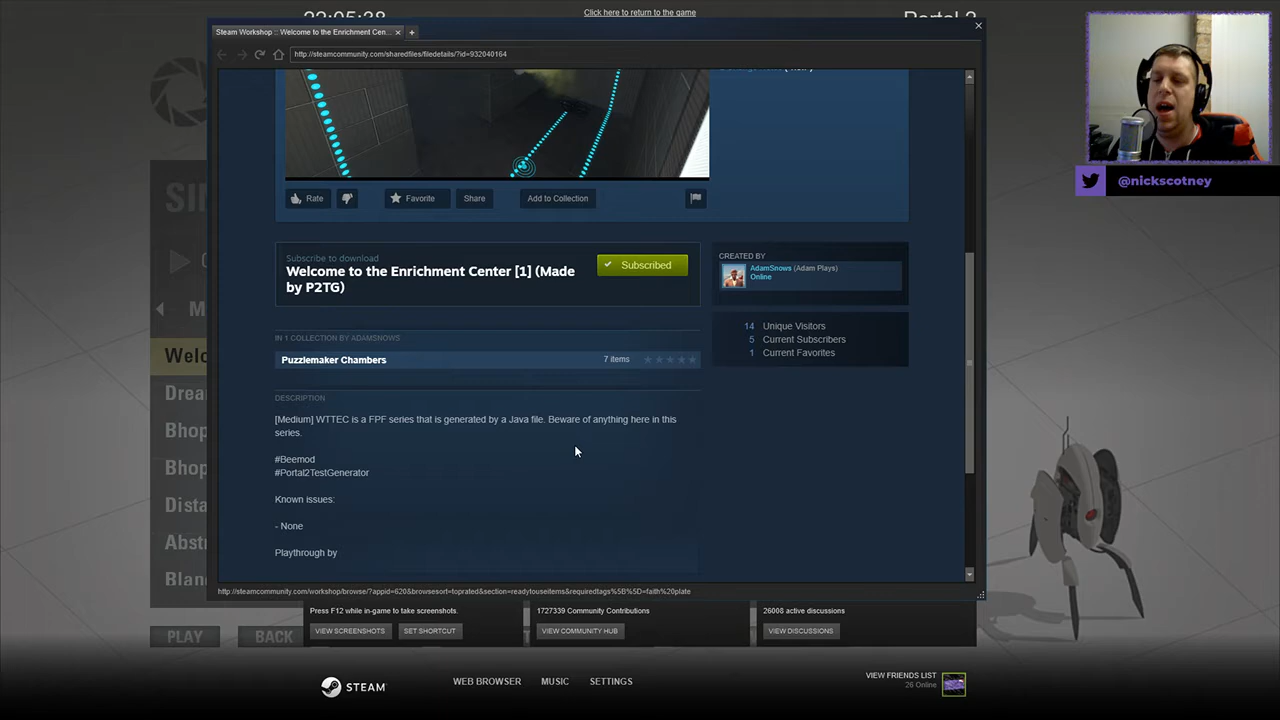 22:05:38
Click here to return to the game
Portal 2
Steam Workshop :: Welcome to the Enrichment Cen...
http://steamcommunity.com/sharedfiles/filedetails/?id=932040164
Rate
Favorite
Share
Add to Collection
@nickscotney
Subscribe to download
Welcome to the Enrichment Center [1] (Made
by P2TG)
Subscribed
CREATED BY
AdamSnows (Adam Plays)
Online
14 Unique Visitors
5 Current Subscribers
1 Current Favorites
IN 1 COLLECTION BY ADAMSNOWS
Puzzlemaker Chambers
7 items
DESCRIPTION
[Medium] WTTEC is a FPF series that is generated by a Java file. Beware of anything here in this
series.
#Beemod
#Portal2TestGenerator
Known issues:
- None
Playthrough by
http://steamcommunity.com/workshop/browse/?appid=620&browsesort=toprated&section=readytouseitems&requiredtags%5B%5D=faith%20plate
SI
M
Welc
Drea
Bhop
Bhop
Dista
Abst
Blan
PLAY
BACK
Press F12 while in-game to take screenshots.
VIEW SCREENSHOTS
SET SHORTCUT
1727339 Community Contributions
VIEW COMMUNITY HUB
26008 active discussions
VIEW DISCUSSIONS
STEAM
WEB BROWSER
MUSIC
SETTINGS
VIEW FRIENDS LIST
26 Online